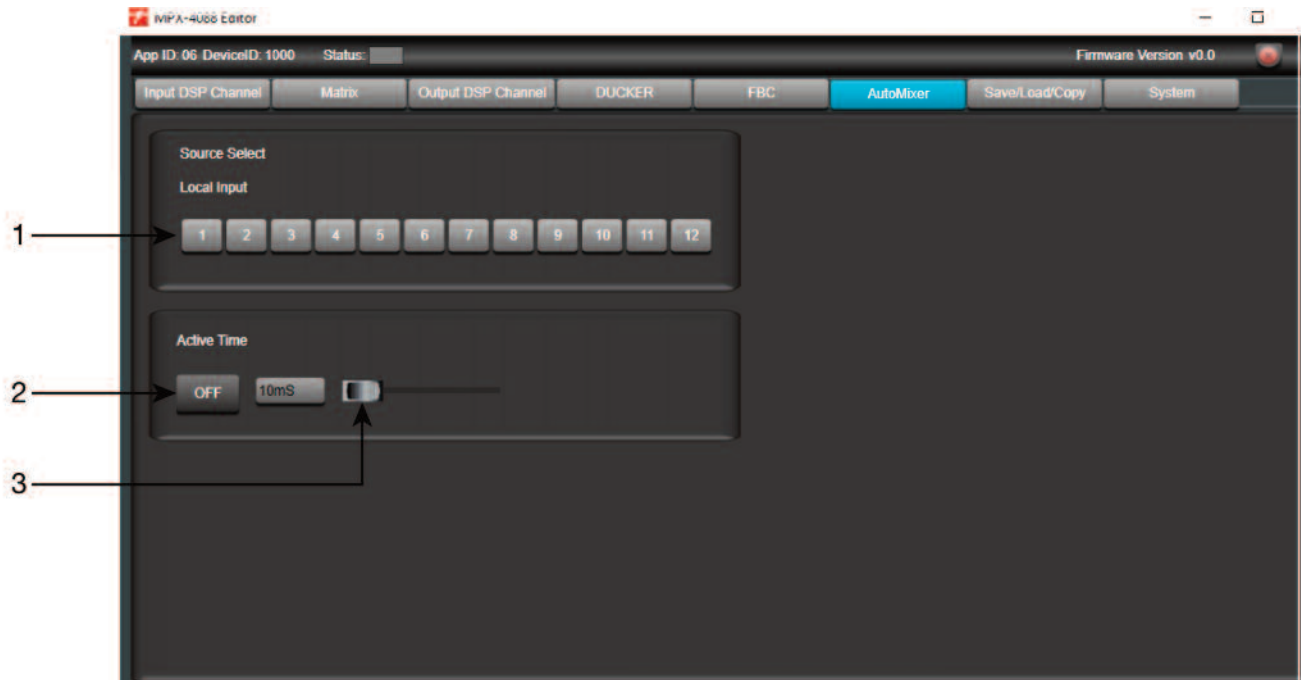 MPX-4088 Editor
App ID: 06 DeviceID: 1000 Status: Firmware Version v0.0
Input DSP Channel Matrix Output DSP Channel DUCKER FBC AutoMixer Save/Load/Copy System
Source Select
Local Input
1 1 2 3 4 5 6 7 8 9 10 11 12
Active Time
2 OFF 10mS
3